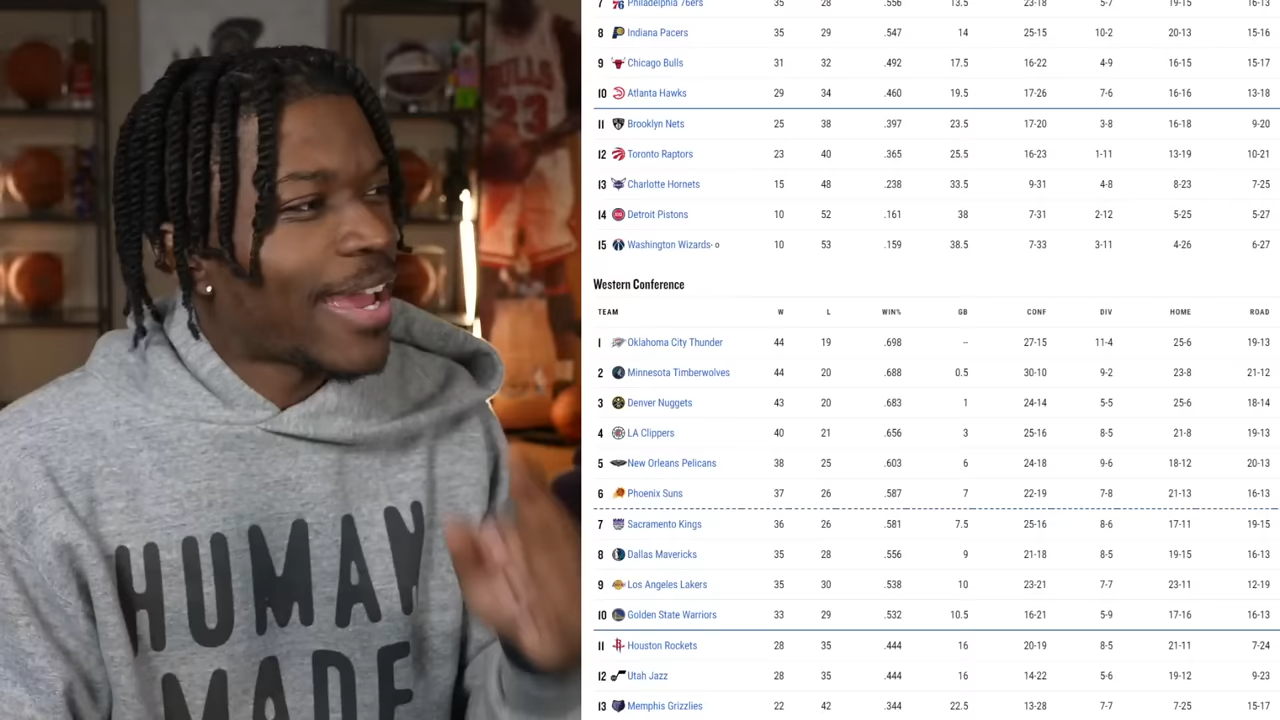 BULLS
33
HUMAN
MADE
7 Philadelphia 76ers 35 28 .556 13.5 23-18 5-7 19-15 16-13
8 Indiana Pacers 35 29 .547 14 25-15 10-2 20-13 15-16
9 Chicago Bulls 31 32 .492 17.5 16-22 4-9 16-15 15-17
10 Atlanta Hawks 29 34 .460 19.5 17-26 7-6 16-16 13-18
11 Brooklyn Nets 25 38 .397 23.5 17-20 3-8 16-18 9-20
12 Toronto Raptors 23 40 .365 25.5 16-23 1-11 13-19 10-21
13 Charlotte Hornets 15 48 .238 33.5 9-31 4-8 8-23 7-25
14 Detroit Pistons 10 52 .161 38 7-31 2-12 5-25 5-27
15 Washington Wizards- o 10 53 .159 38.5 7-33 3-11 4-26 6-27
Western Conference
TEAM W L WIN% GB CONF DIV HOME ROAD
1 Oklahoma City Thunder 44 19 .698 -- 27-15 11-4 25-6 19-13
2 Minnesota Timberwolves 44 20 .688 0.5 30-10 9-2 23-8 21-12
3 Denver Nuggets 43 20 .683 1 24-14 5-5 25-6 18-14
4 LA Clippers 40 21 .656 3 25-16 8-5 21-8 19-13
5 New Orleans Pelicans 38 25 .603 6 24-18 9-6 18-12 20-13
6 Phoenix Suns 37 26 .587 7 22-19 7-8 21-13 16-13
7 Sacramento Kings 36 26 .581 7.5 25-16 8-6 17-11 19-15
8 Dallas Mavericks 35 28 .556 9 21-18 8-5 19-15 16-13
9 Los Angeles Lakers 35 30 .538 10 23-21 7-7 23-11 12-19
10 Golden State Warriors 33 29 .532 10.5 16-21 5-9 17-16 16-13
11 Houston Rockets 28 35 .444 16 20-19 8-5 21-11 7-24
12 Utah Jazz 28 35 .444 16 14-22 5-6 19-12 9-23
13 Memphis Grizzlies 22 42 .344 22.5 13-28 7-7 7-25 15-17